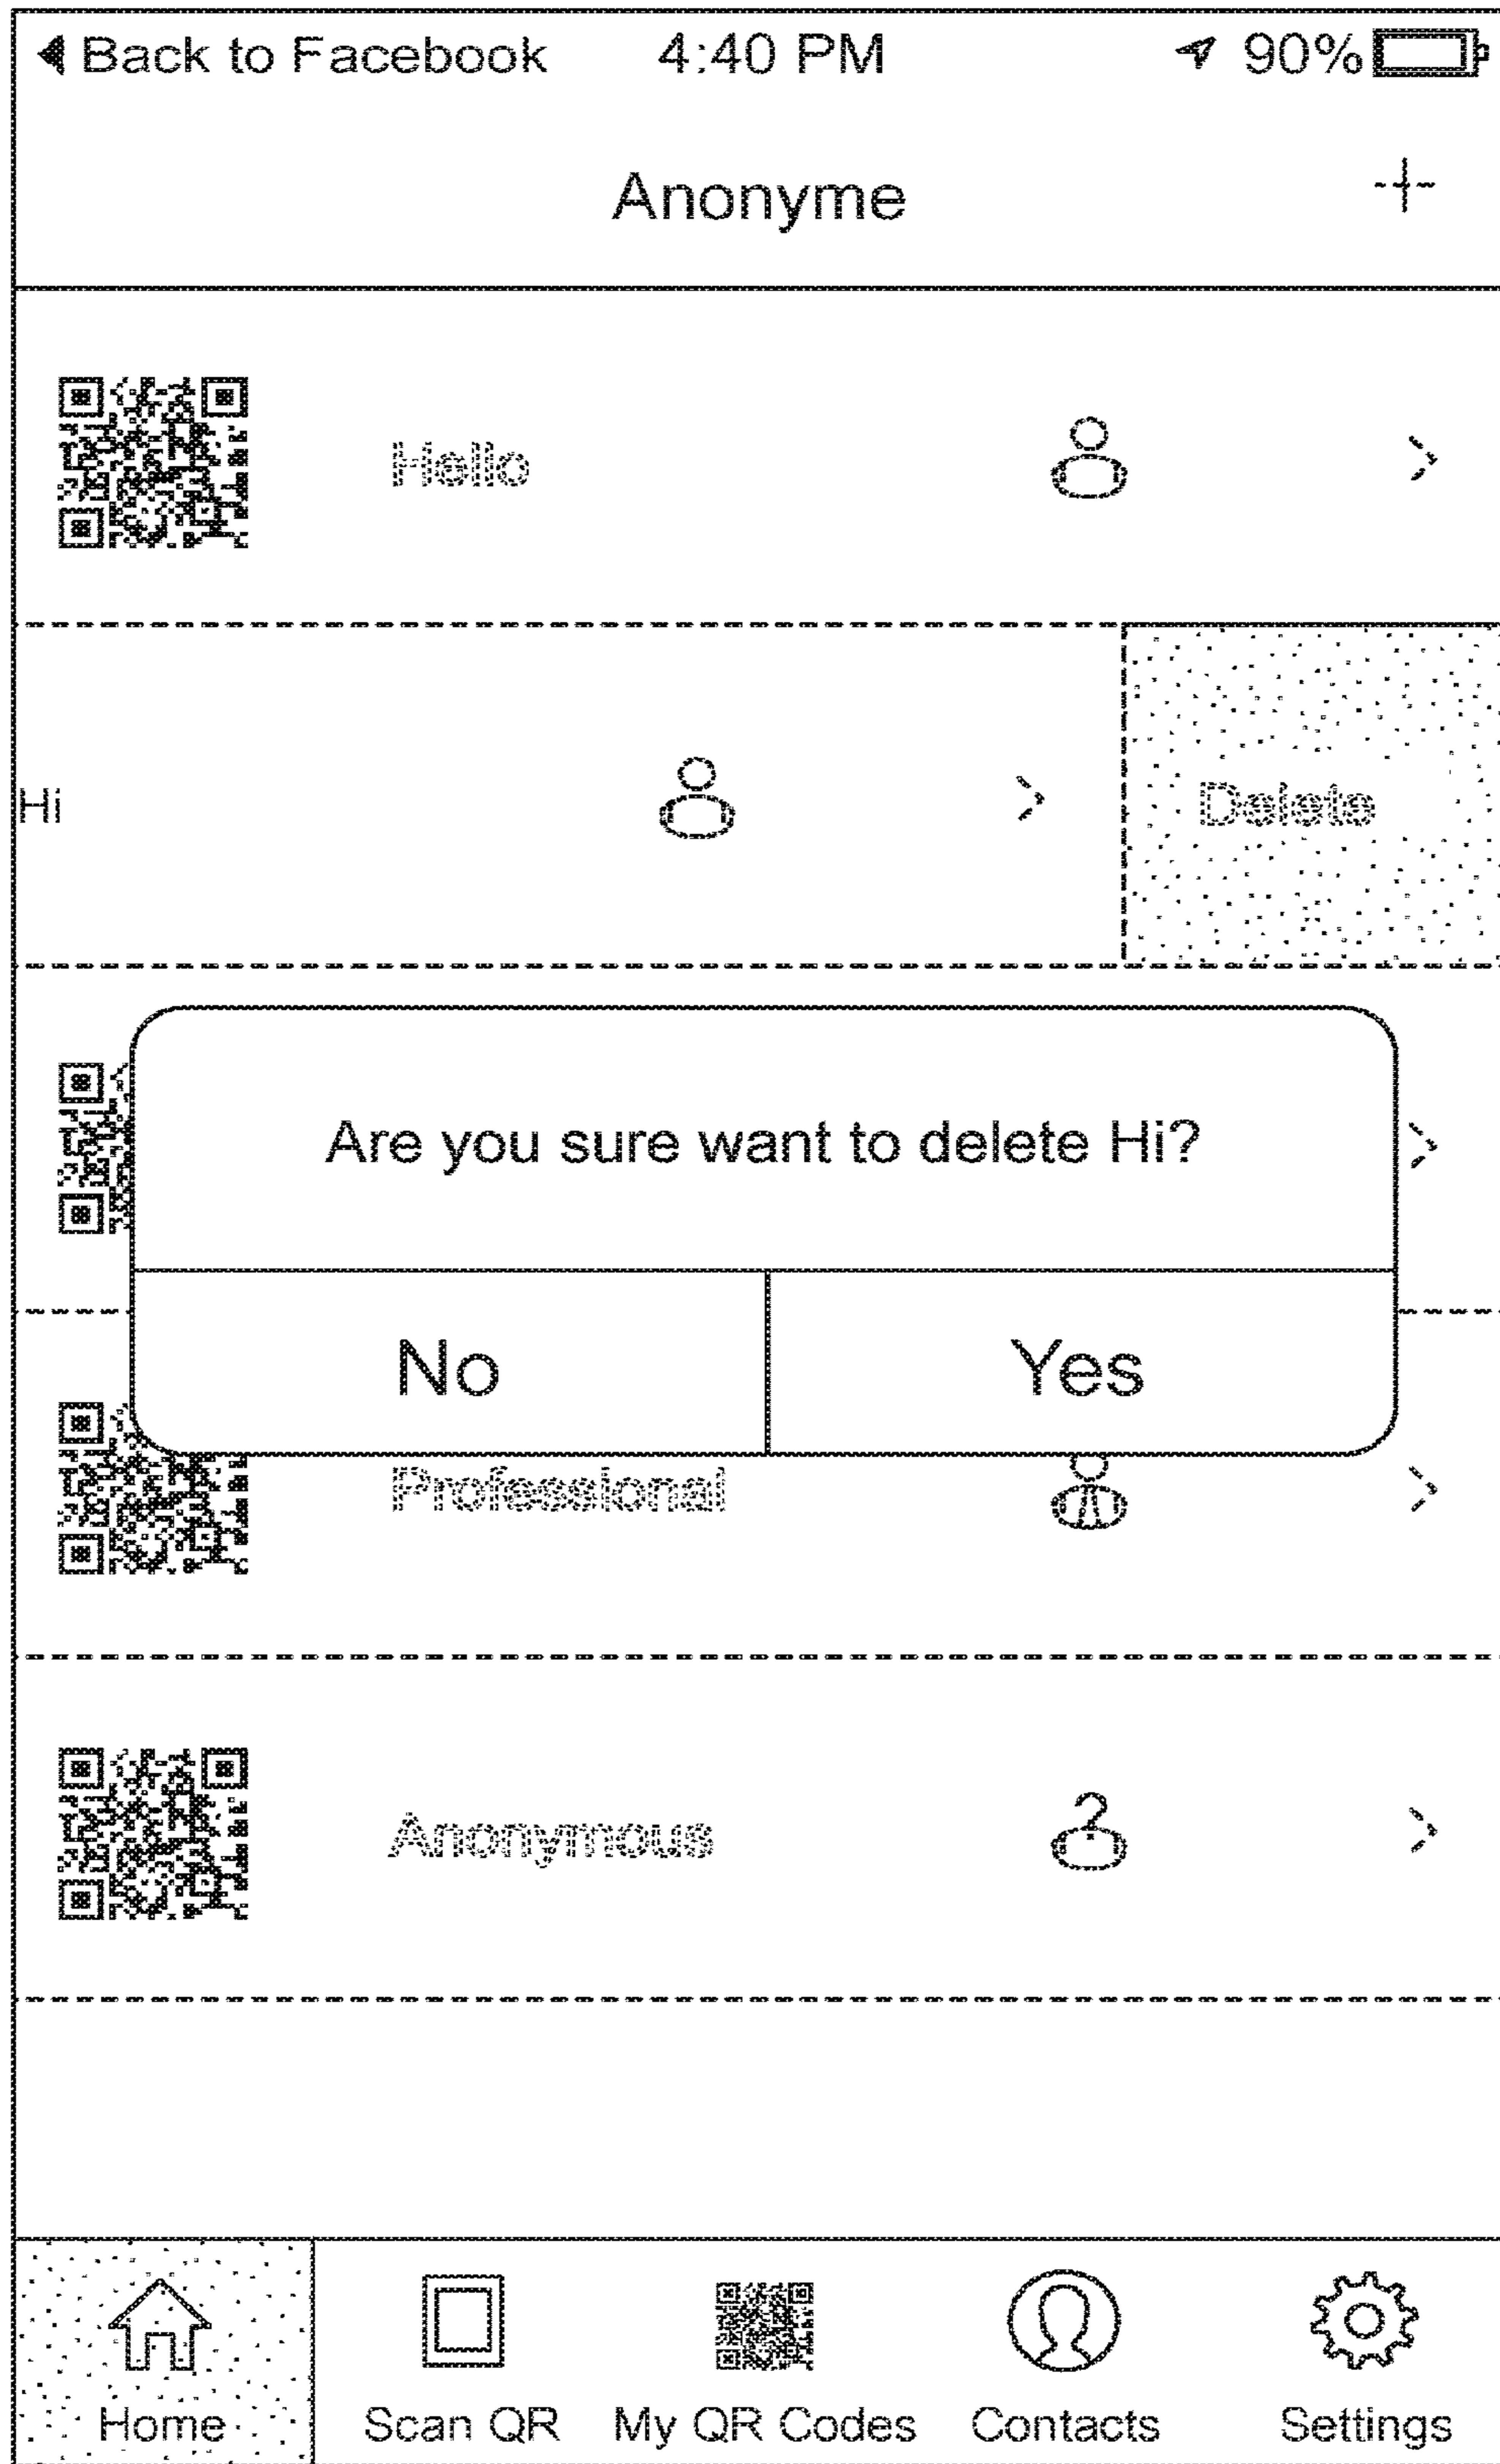 Back to Facebook 4:40 PM 90%
Anonyme
Hello
Hi
Delete
Are you sure want to delete Hi?
No Yes
Professional
Anonymous
Home Scan QR My QR Codes Contacts Settings